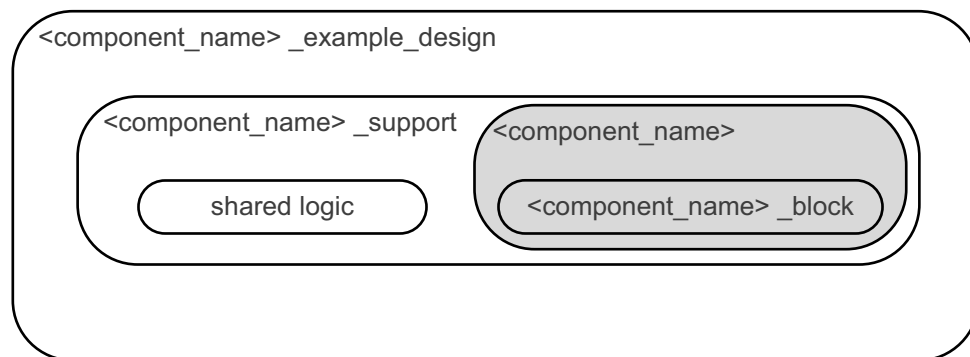 <component_name> _example_design
<component_name> _support
<component_name>
shared logic
<component_name> _block